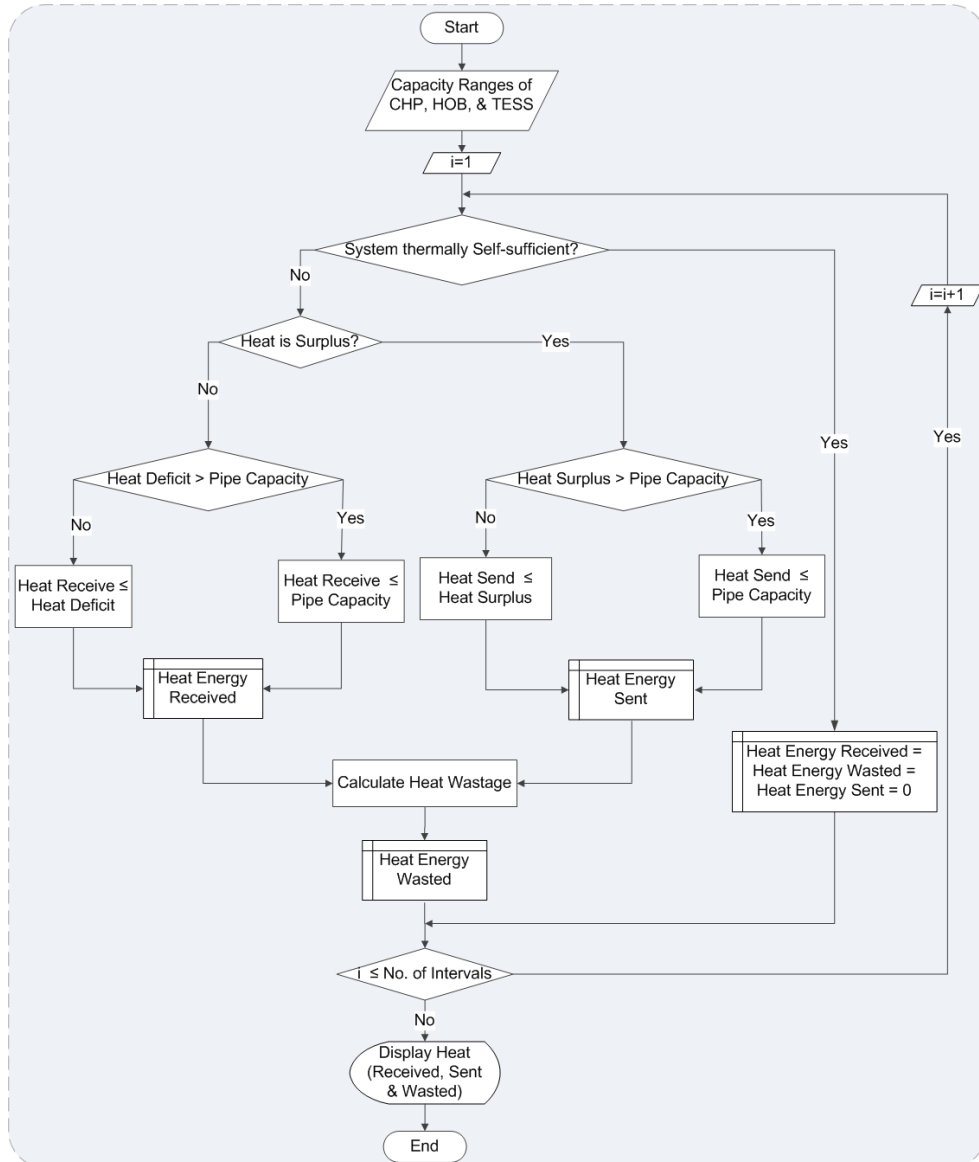 Start
Capacity Ranges of
CHP, HOB, & TESS
i=1
System thermally Self-sufficient?
No
i=i+1
Heat is Surplus?
Yes
No
Yes
Yes
Heat Deficit > Pipe Capacity
Heat Surplus > Pipe Capacity
No
Yes
No
Yes
Heat Receive ≤
Heat Deficit
Heat Receive ≤
Pipe Capacity
Heat Send ≤
Heat Surplus
Heat Send ≤
Pipe Capacity
Heat Energy
Received
Heat Energy
Sent
Heat Energy Received =
Heat Energy Wasted =
Heat Energy Sent = 0
Calculate Heat Wastage
Heat Energy
Wasted
i ≤ No. of Intervals
No
Display Heat
(Received, Sent
& Wasted)
End